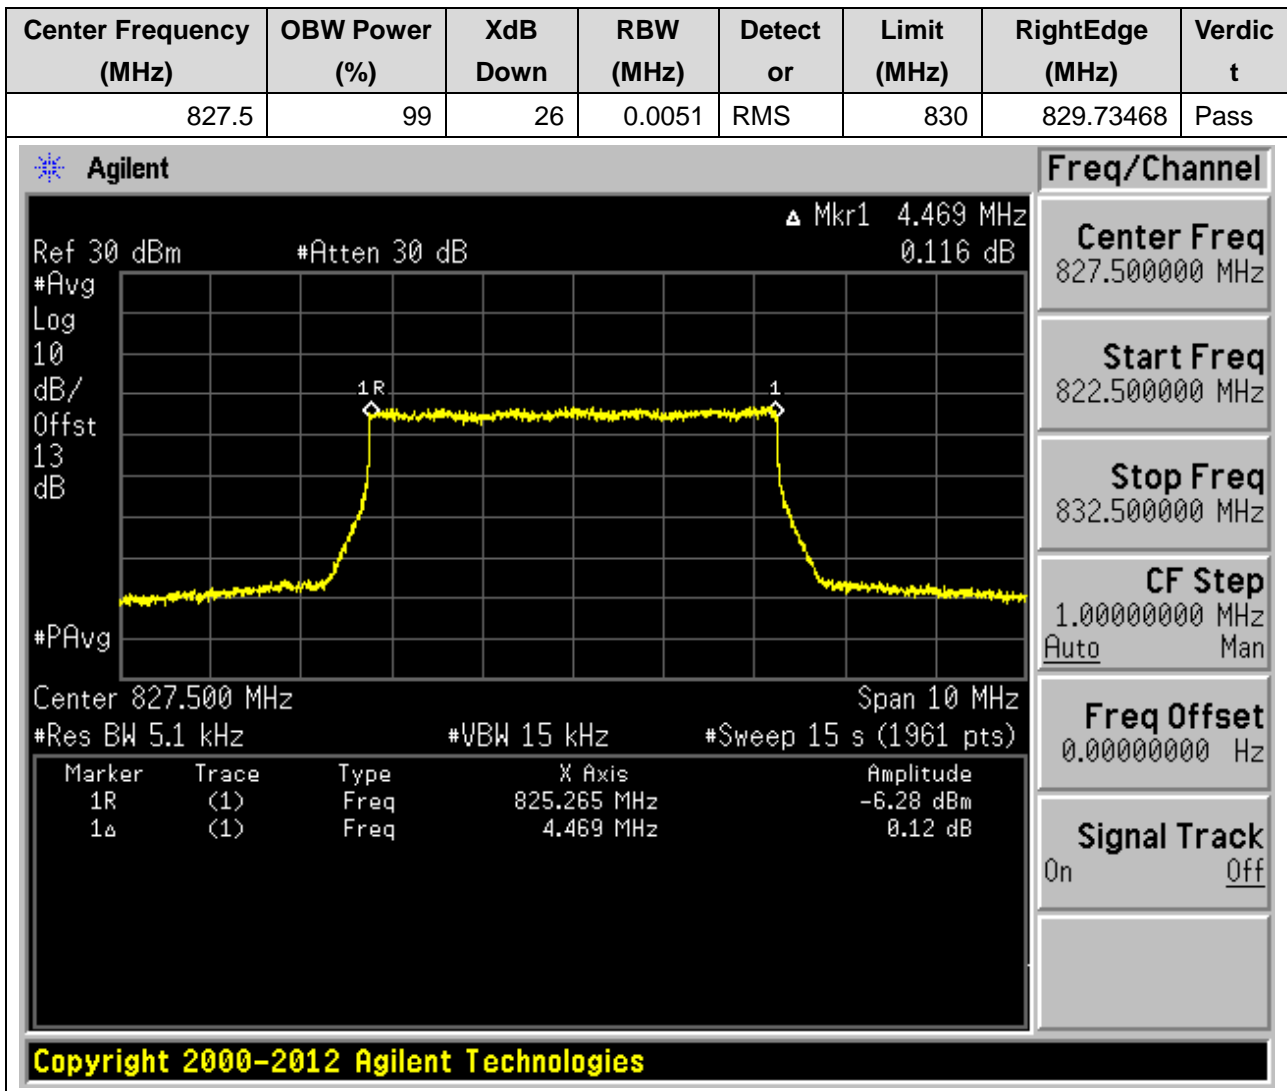 Center Frequency (MHz) OBW Power (%) XdB Down RBW (MHz) Detect or Limit (MHz) RightEdge (MHz) Verdic t
827.5 99 26 0.0051 RMS 830 829.73468 Pass
Agilent
Freq/Channel
Δ Mkr1 4.469 MHz
Ref 30 dBm #Atten 30 dB 0.116 dB
#Avg
Log
10
dB/
Offst
13
dB
#PAvg
1R
1
Center 827.500 MHz Span 10 MHz
#Res BW 5.1 kHz #VBW 15 kHz #Sweep 15 s (1961 pts)
Marker Trace Type X Axis Amplitude
1R (1) Freq 825.265 MHz -6.28 dBm
1Δ (1) Freq 4.469 MHz 0.12 dB
Center Freq
827.500000 MHz
Start Freq
822.500000 MHz
Stop Freq
832.500000 MHz
CF Step
1.00000000 MHz
Auto Man
Freq Offset
0.00000000 Hz
Signal Track
On Off
Copyright 2000-2012 Agilent Technologies